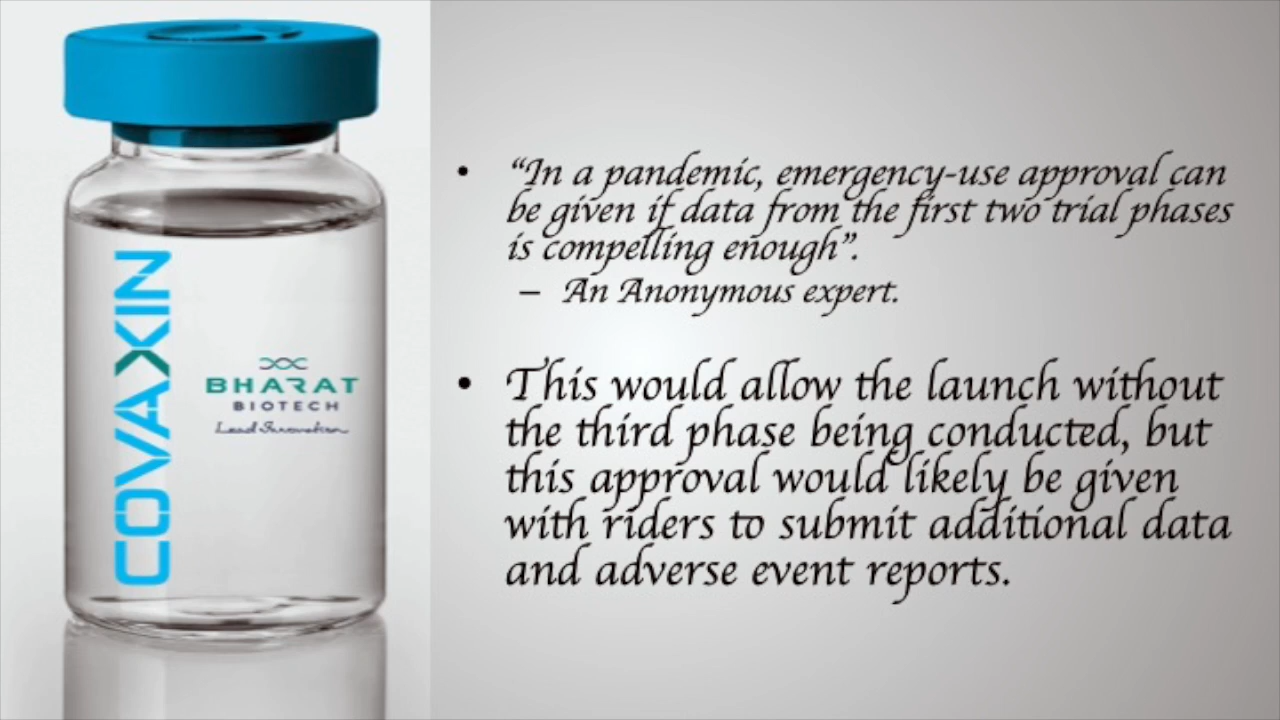 COVAXIN
BHARAT
BIOTECH
Lead Innovation
• “In a pandemic, emergency-use approval can
be given if data from the first two trial phases
is compelling enough”.
– An Anonymous expert.
• This would allow the launch without
the third phase being conducted, but
this approval would likely be given
with riders to submit additional data
and adverse event reports.